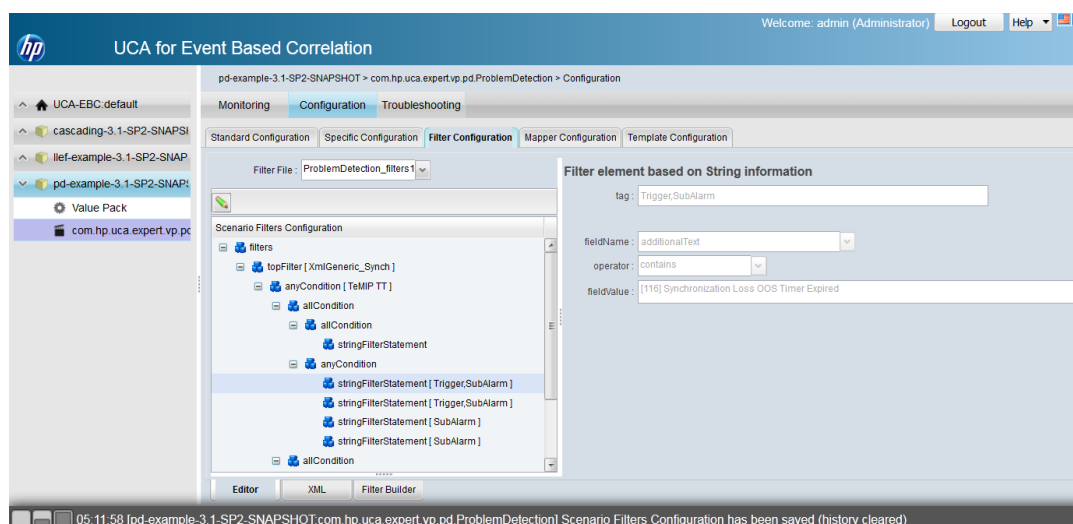 Welcome: admin (Administrator) Logout Help
hp UCA for Event Based Correlation
pd-example-3.1-SP2-SNAPSHOT > com.hp.uca.expert.vp.pd.ProblemDetection > Configuration
UCA-EBC:default
Monitoring Configuration Troubleshooting
cascading-3.1-SP2-SNAPSI
Standard Configuration Specific Configuration Filter Configuration Mapper Configuration Template Configuration
llef-example-3.1-SP2-SNAP
Filter File : ProblemDetection_filters1
Filter element based on String information
pd-example-3.1-SP2-SNAP
tag : Trigger,SubAlarm
Value Pack
com.hp.uca.expert.vp.pc
Scenario Filters Configuration
filters
fieldName : additionalText
topFilter [ XmlGeneric_Synch ]
operator : contains
anyCondition [ TeMIP TT ]
fieldValue : [116] Synchronization Loss OOS Timer Expired
allCondition
allCondition
stringFilterStatement
anyCondition
stringFilterStatement [ Trigger,SubAlarm ]
stringFilterStatement [ Trigger,SubAlarm ]
stringFilterStatement [ SubAlarm ]
stringFilterStatement [ SubAlarm ]
allCondition
Editor XML Filter Builder
05:11:58 [pd-example-3.1-SP2-SNAPSHOT:com.hp.uca.expert.vp.pd.ProblemDetection] Scenario Filters Configuration has been saved (history cleared)